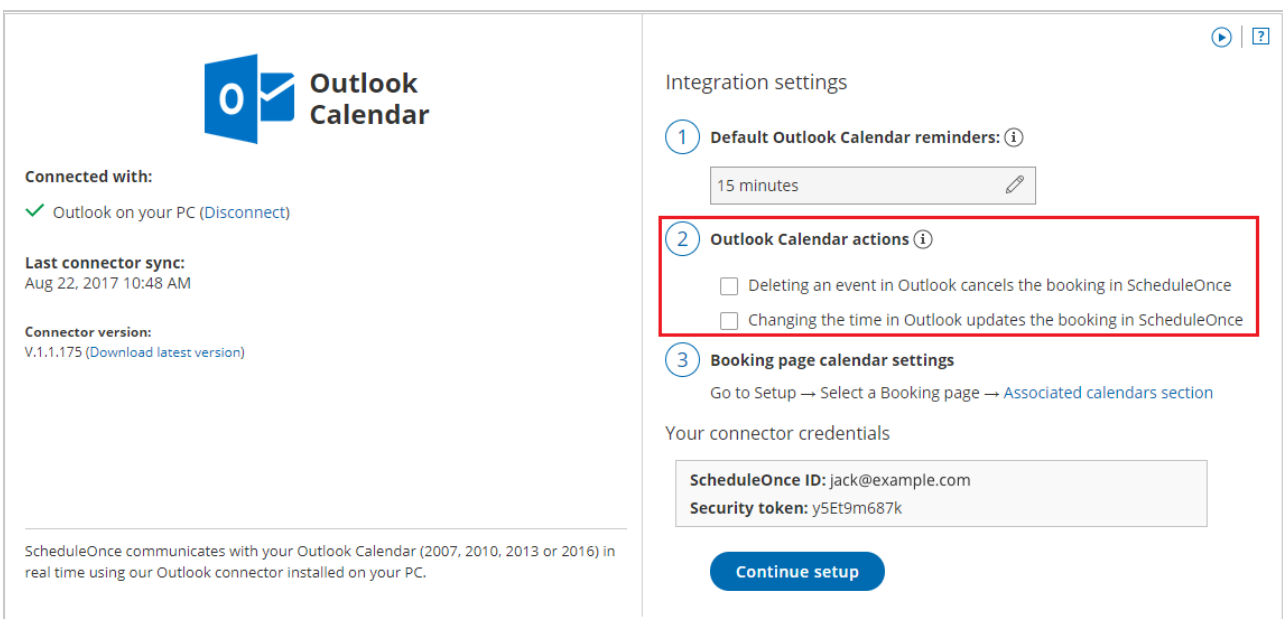 Outlook
Calendar
Connected with:
Outlook on your PC (Disconnect)
Last connector sync:
Aug 22, 2017 10:48 AM
Connector version:
V.1.1.175 (Download latest version)
ScheduleOnce communicates with your Outlook Calendar (2007, 2010, 2013 or 2016) in
real time using our Outlook connector installed on your PC.
?
Integration settings
1 Default Outlook Calendar reminders: i
15 minutes
2 Outlook Calendar actions i
Deleting an event in Outlook cancels the booking in ScheduleOnce
Changing the time in Outlook updates the booking in ScheduleOnce
3 Booking page calendar settings
Go to Setup → Select a Booking page → Associated calendars section
Your connector credentials
ScheduleOnce ID: jack@example.com
Security token: y5Et9m687k
Continue setup